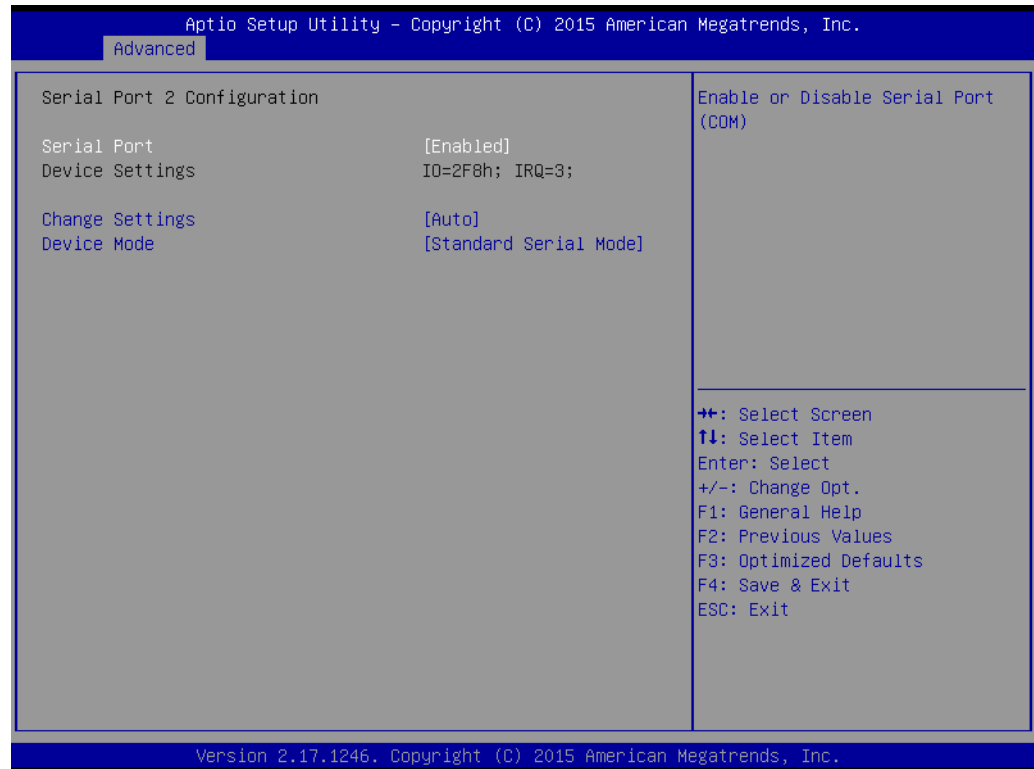 Aptio Setup Utility – Copyright (C) 2015 American Megatrends, Inc.
Advanced
Serial Port 2 Configuration
Serial Port [Enabled]
Device Settings IO=2F8h; IRQ=3;
Change Settings [Auto]
Device Mode [Standard Serial Mode]
Enable or Disable Serial Port
(COM)
→←: Select Screen
↑↓: Select Item
Enter: Select
+/-: Change Opt.
F1: General Help
F2: Previous Values
F3: Optimized Defaults
F4: Save & Exit
ESC: Exit
Version 2.17.1246. Copyright (C) 2015 American Megatrends, Inc.